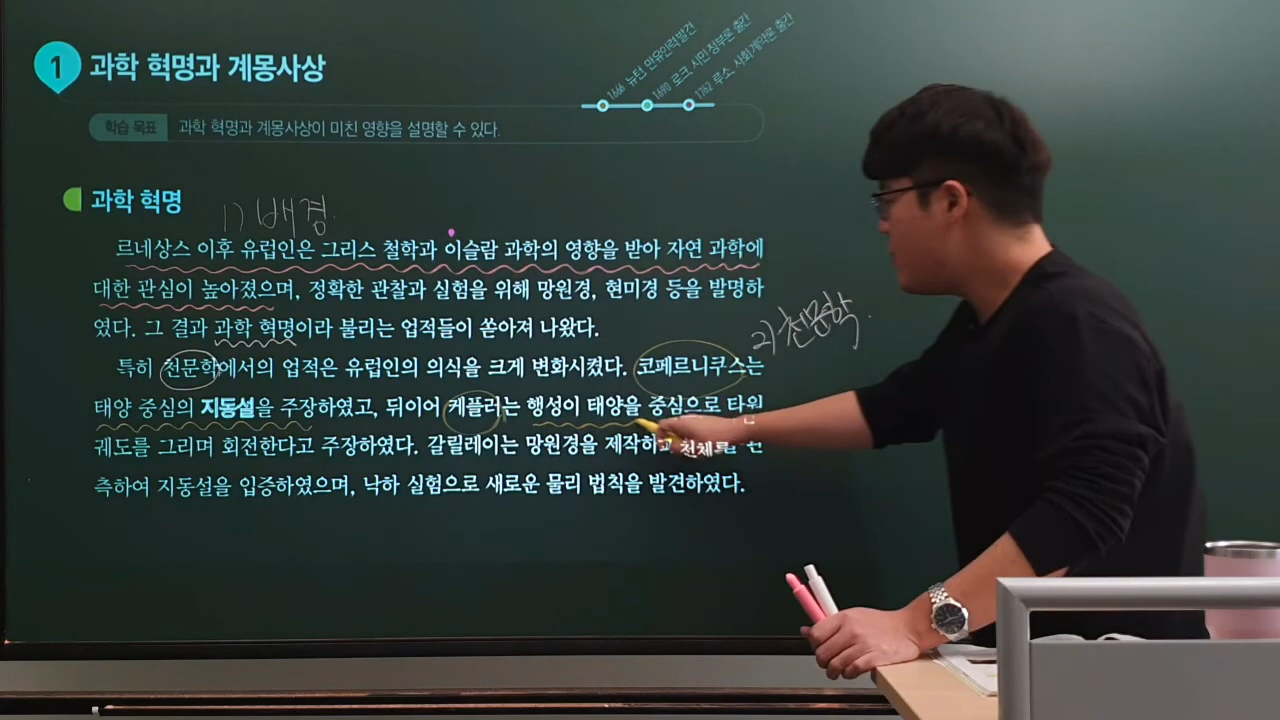 1 과학 혁명과 계몽사상
1666 뉴턴 만유인력 발견
1690 로크, 시민 정부론 출간
1762 루소, 사회 계약론 출간
학습 목표 과학 혁명과 계몽사상이 미친 영향을 설명할 수 있다.
과학 혁명
1) 배경.
르네상스 이후 유럽인은 그리스 철학과 이슬람 과학의 영향을 받아 자연 과학에
대한 관심이 높아졌으며, 정확한 관찰과 실험을 위해 망원경, 현미경 등을 발명하
였다. 그 결과 과학 혁명이라 불리는 업적들이 쏟아져 나왔다.
2) 천문학.
특히 천문학에서의 업적은 유럽인의 의식을 크게 변화시켰다. 코페르니쿠스는
태양 중심의 지동설을 주장하였고, 뒤이어 케플러는 행성이 태양을 중심으로 타원
궤도를 그리며 회전한다고 주장하였다. 갈릴레이는 망원경을 제작하고 천체를 관
측하여 지동설을 입증하였으며, 낙하 실험으로 새로운 물리 법칙을 발견하였다.